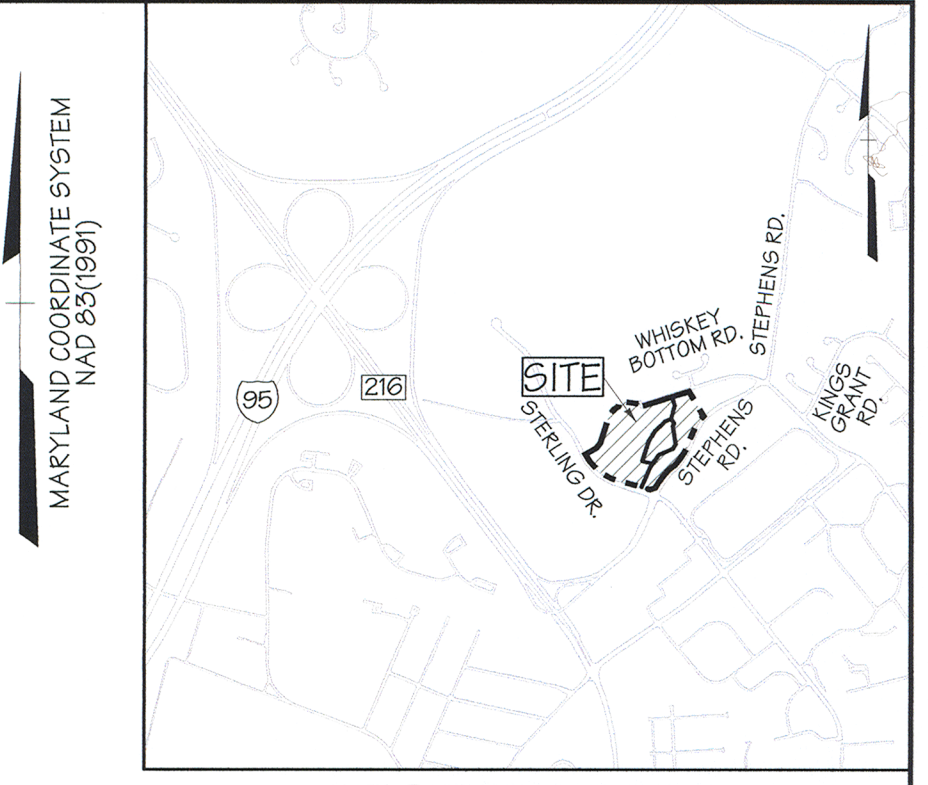 MARYLAND COORDINATE SYSTEM
NAD 83(1991)
95
216
SITE
WHISKEY
BOTTOM RD.
STEPHENS RD.
STERLING DR.
STEPHENS
RD.
KINGS
GRANT
RD.